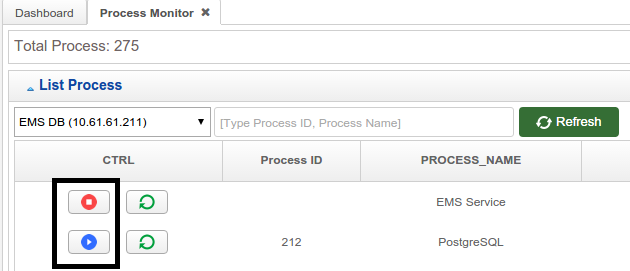 Dashboard Process Monitor ✖
Total Process: 275
List Process
EMS DB (10.61.61.211) [Type Process ID, Process Name] Refresh
CTRL Process ID PROCESS_NAME
EMS Service
212 PostgreSQL